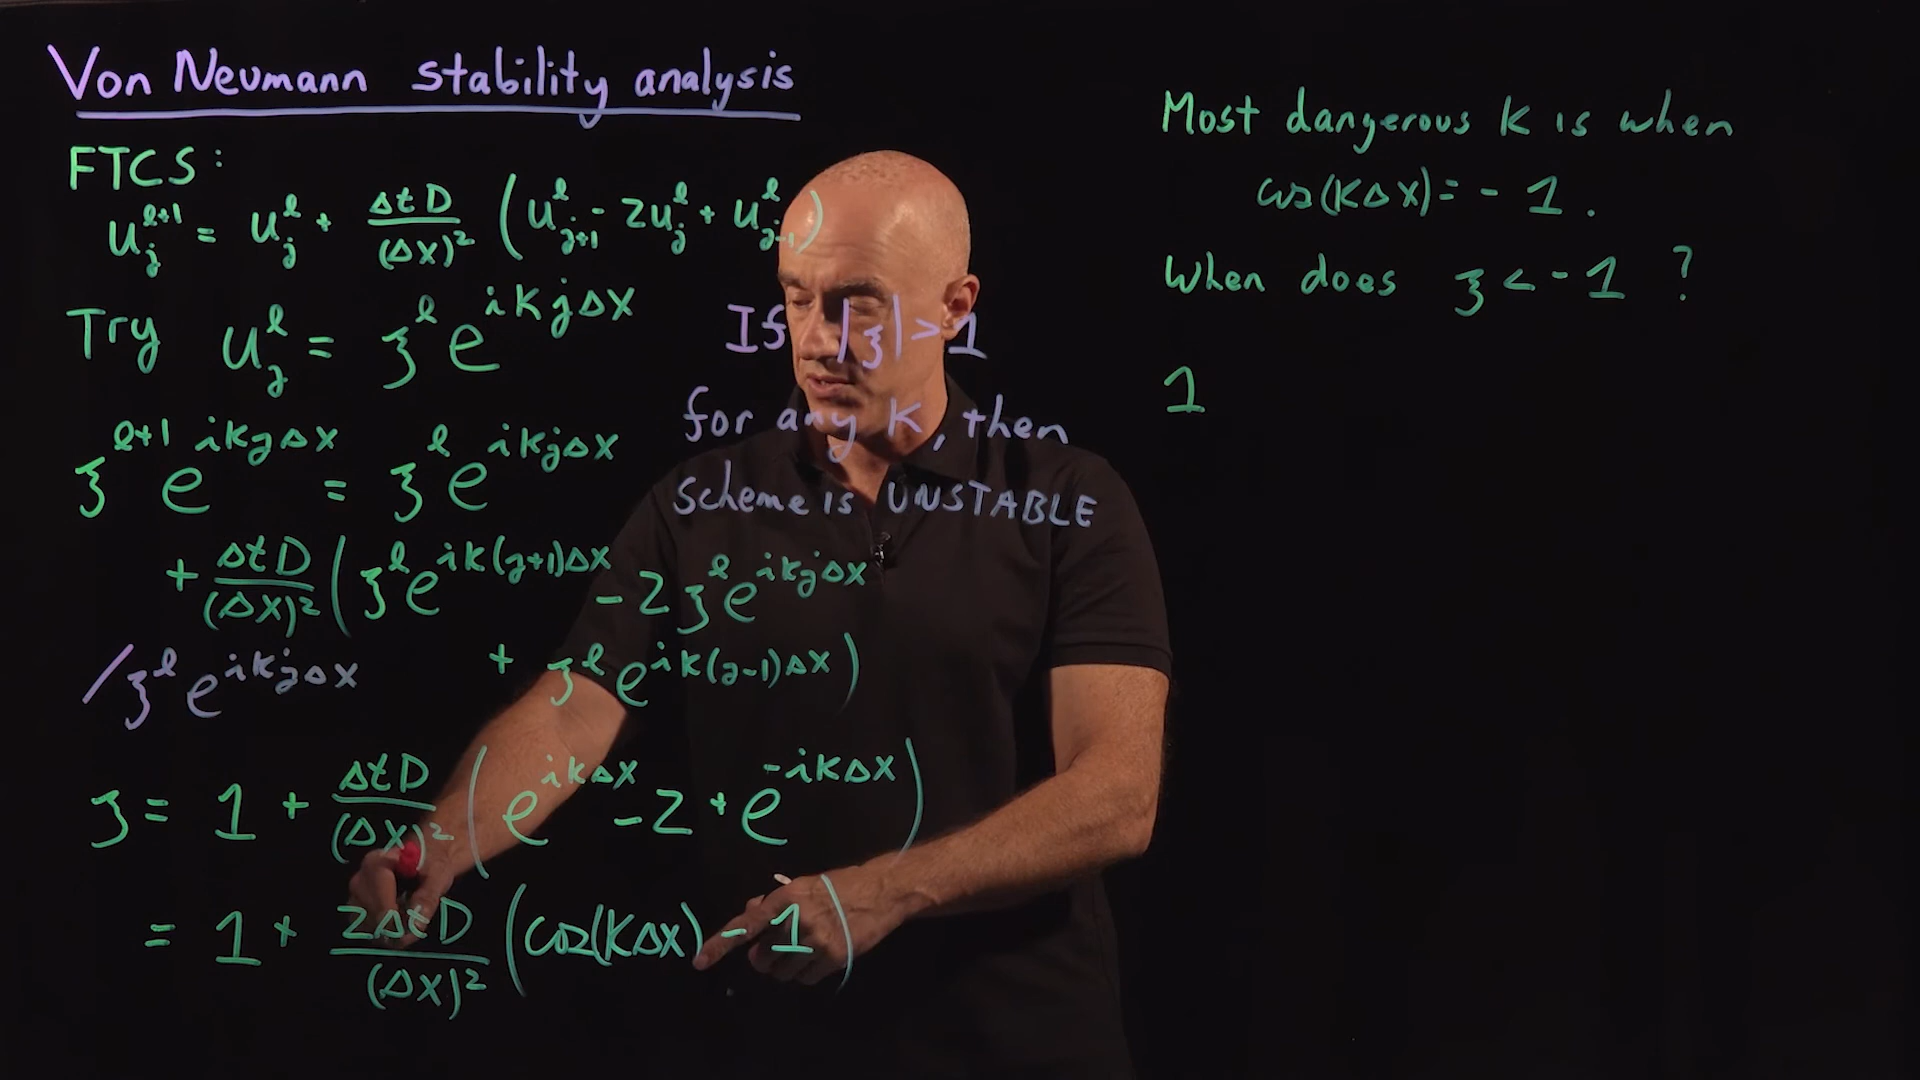 Von Neumann stability analysis
FTCS:
u_j^{ℓ+1} = u_j^ℓ + ΔtD/(Δx)² (u_{j+1}^ℓ - 2u_j^ℓ + u_{j-1}^ℓ)
Try u_j^ℓ = ξ^ℓ e^{iKjΔx}
ξ^{ℓ+1} e^{iKjΔx} = ξ^ℓ e^{iKjΔx}
+ ΔtD/(Δx)² (ξ^ℓ e^{iK(j+1)Δx} - 2ξ^ℓ e^{iKjΔx}
+ ξ^ℓ e^{iK(j-1)Δx})
/ξ^ℓ e^{iKjΔx}
ξ = 1 + ΔtD/(Δx)² (e^{iKΔx} - 2 + e^{-iKΔx})
= 1 + 2ΔtD/(Δx)² (cos(KΔx) - 1)
If |ξ| > 1
for any K, then
scheme is UNSTABLE
Most dangerous K is when
cos(KΔx) = -1.
When does ξ < -1 ?
1